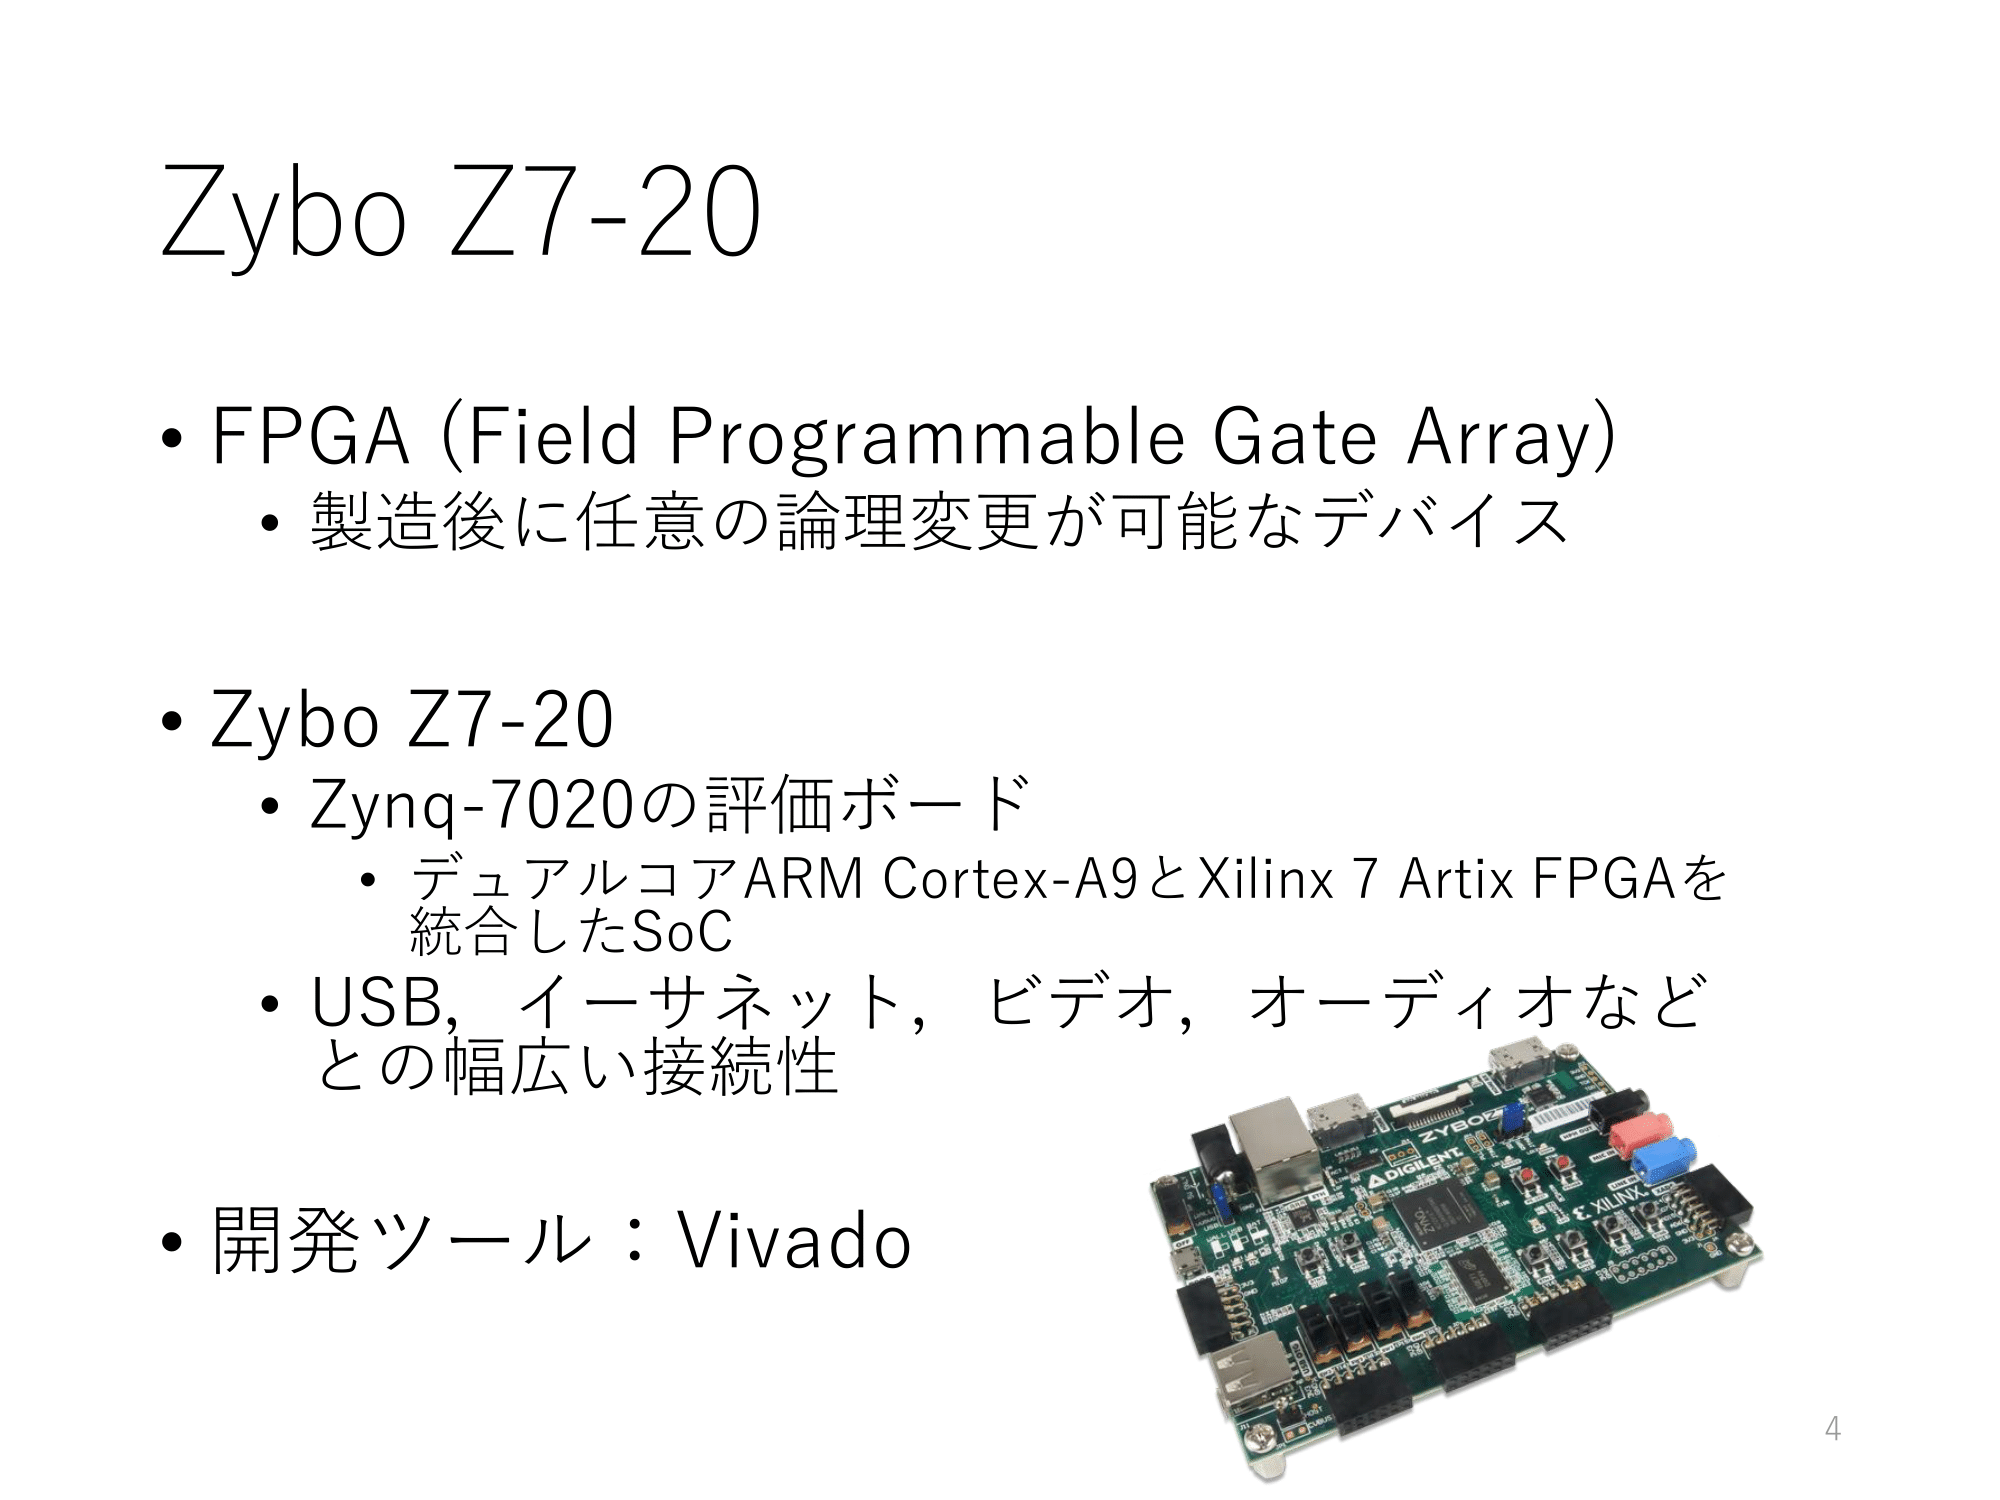 Zybo Z7-20
• FPGA (Field Programmable Gate Array)
• 製造後に任意の論理変更が可能なデバイス
• Zybo Z7-20
• Zynq-7020の評価ボード
• デュアルコアARM Cortex-A9とXilinx 7 Artix FPGAを
統合したSoC
• USB，イーサネット，ビデオ，オーディオなど
との幅広い接続性
• 開発ツール：Vivado
ZYBO Z7
DIGILENT
XILINX
ZYNQ
4